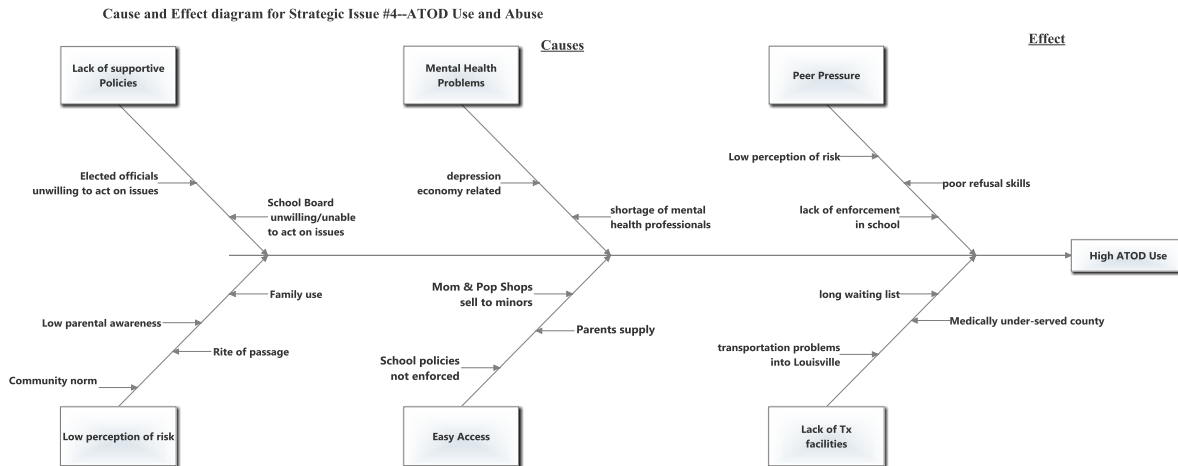 Cause and Effect diagram for Strategic Issue #4--ATOD Use and Abuse
Causes
Effect
Lack of supportive
Policies
Mental Health
Problems
Peer Pressure
Elected officials
unwilling to act on issues
School Board
unwilling/unable
to act on issues
depression
economy related
shortage of mental
health professionals
Low perception of risk
poor refusal skills
lack of enforcement
in school
High ATOD Use
Family use
Low parental awareness
Rite of passage
Community norm
Low perception of risk
Mom & Pop Shops
sell to minors
Parents supply
School policies
not enforced
Easy Access
long waiting list
Medically under-served county
transportation problems
into Louisville
Lack of Tx
facilities